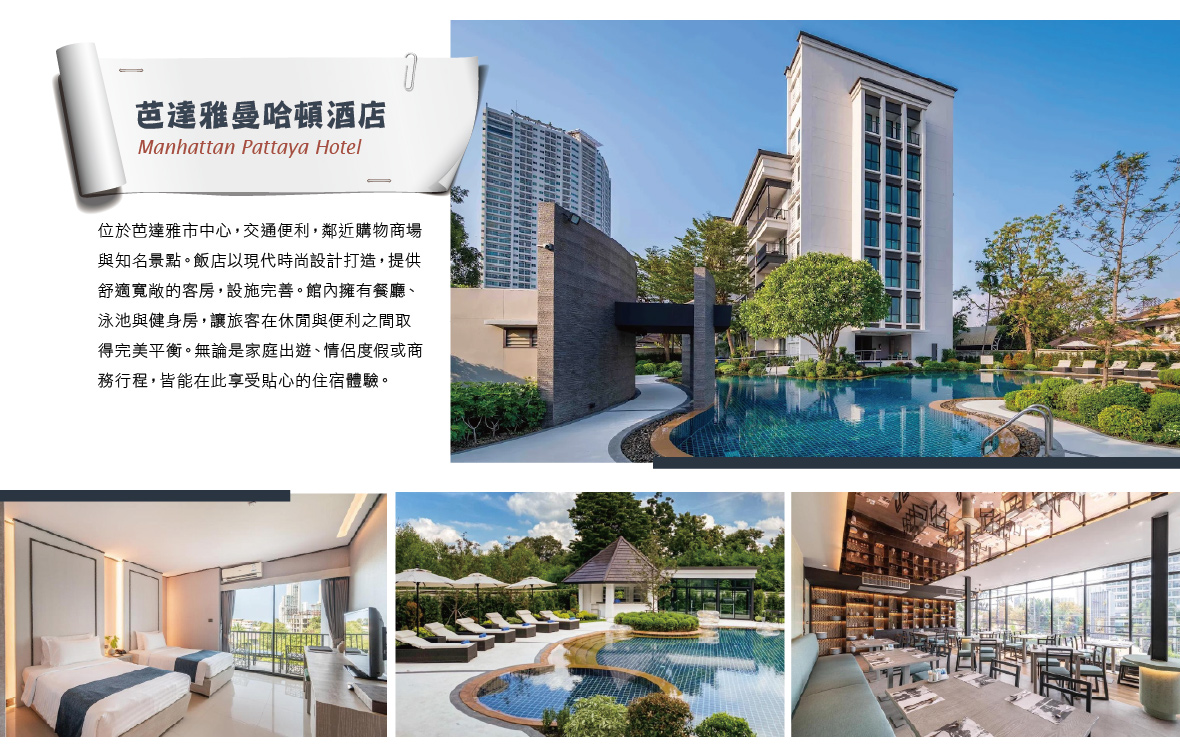 芭達雅曼哈頓酒店
Manhattan Pattaya Hotel
位於芭達雅市中心，交通便利，鄰近購物商場
與知名景點。飯店以現代時尚設計打造，提供
舒適寬敞的客房，設施完善。館內擁有餐廳、
泳池與健身房，讓旅客在休閒與便利之間取
得完美平衡。無論是家庭出遊、情侶度假或商
務行程，皆能在此享受貼心的住宿體驗。